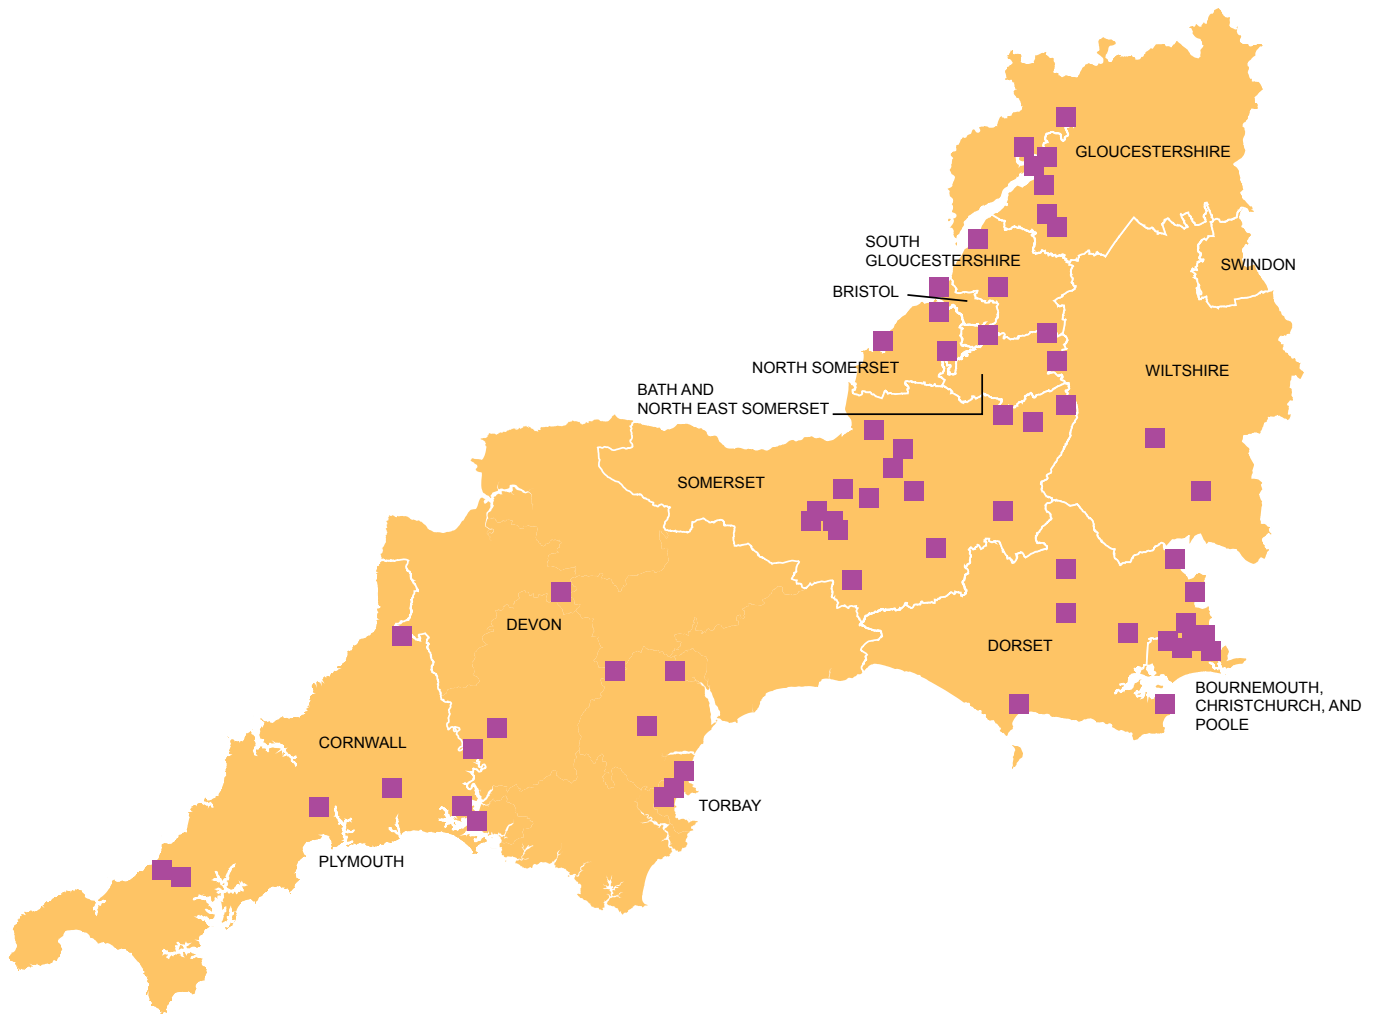 GLOUCESTERSHIRE
SOUTH
GLOUCESTERSHIRE
SWINDON
BRISTOL
NORTH SOMERSET
WILTSHIRE
BATH AND
NORTH EAST SOMERSET
SOMERSET
DEVON
DORSET
BOURNEMOUTH,
CHRISTCHURCH, AND
POOLE
CORNWALL
TORBAY
PLYMOUTH